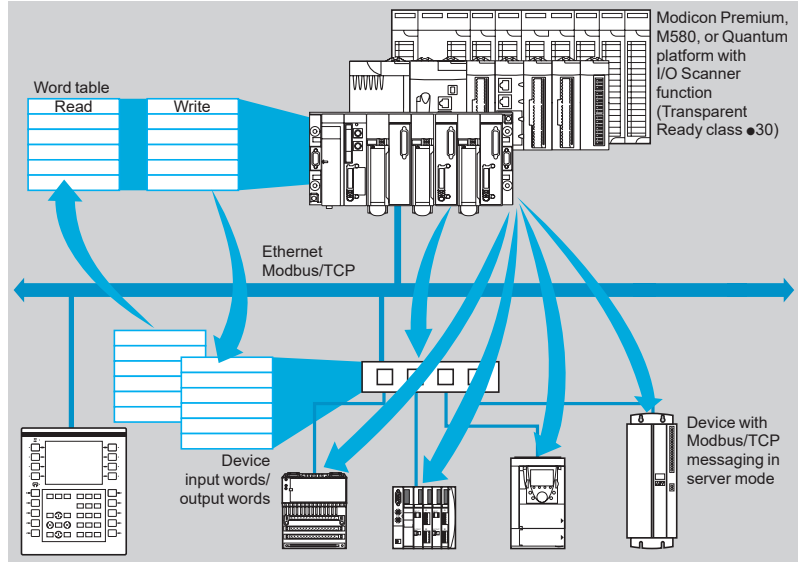 Modicon Premium,
M580, or Quantum
platform with
I/O Scanner
function
(Transparent
Ready class ●30)
Word table
Read
Write
Ethernet
Modbus/TCP
Device
input words/
output words
Device with
Modbus/TCP
messaging in
server mode